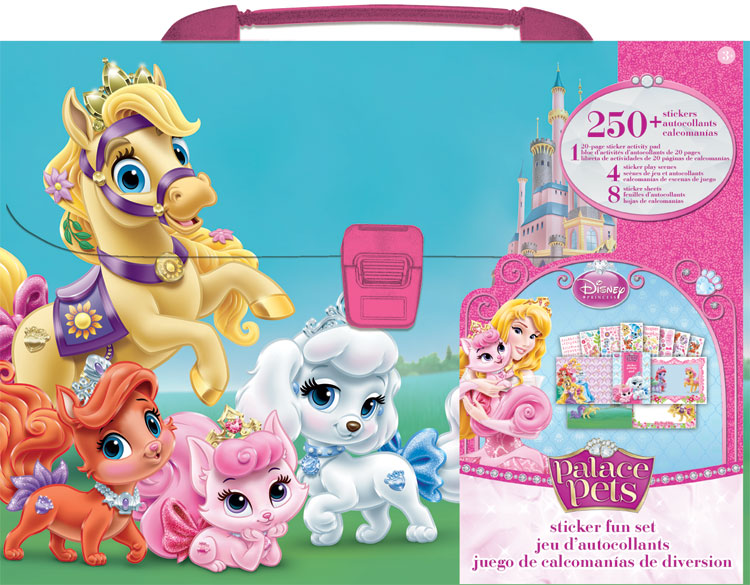 3+
250+
stickers
autocollants
calcomanías
1
20-page sticker activity pad
bloc d'activités d'autocollants de 20 pages
libreta de actividades de 20 páginas de calcomanías
4
sticker play scenes
scènes de jeu et autocollants
calcomanías de escenas de juego
8
sticker sheets
feuilles d'autocollants
hojas de calcomanías
Disney
PRINCESS
Palace
Pets
sticker fun set
jeu d'autocollants
juego de calcomanías de diversion